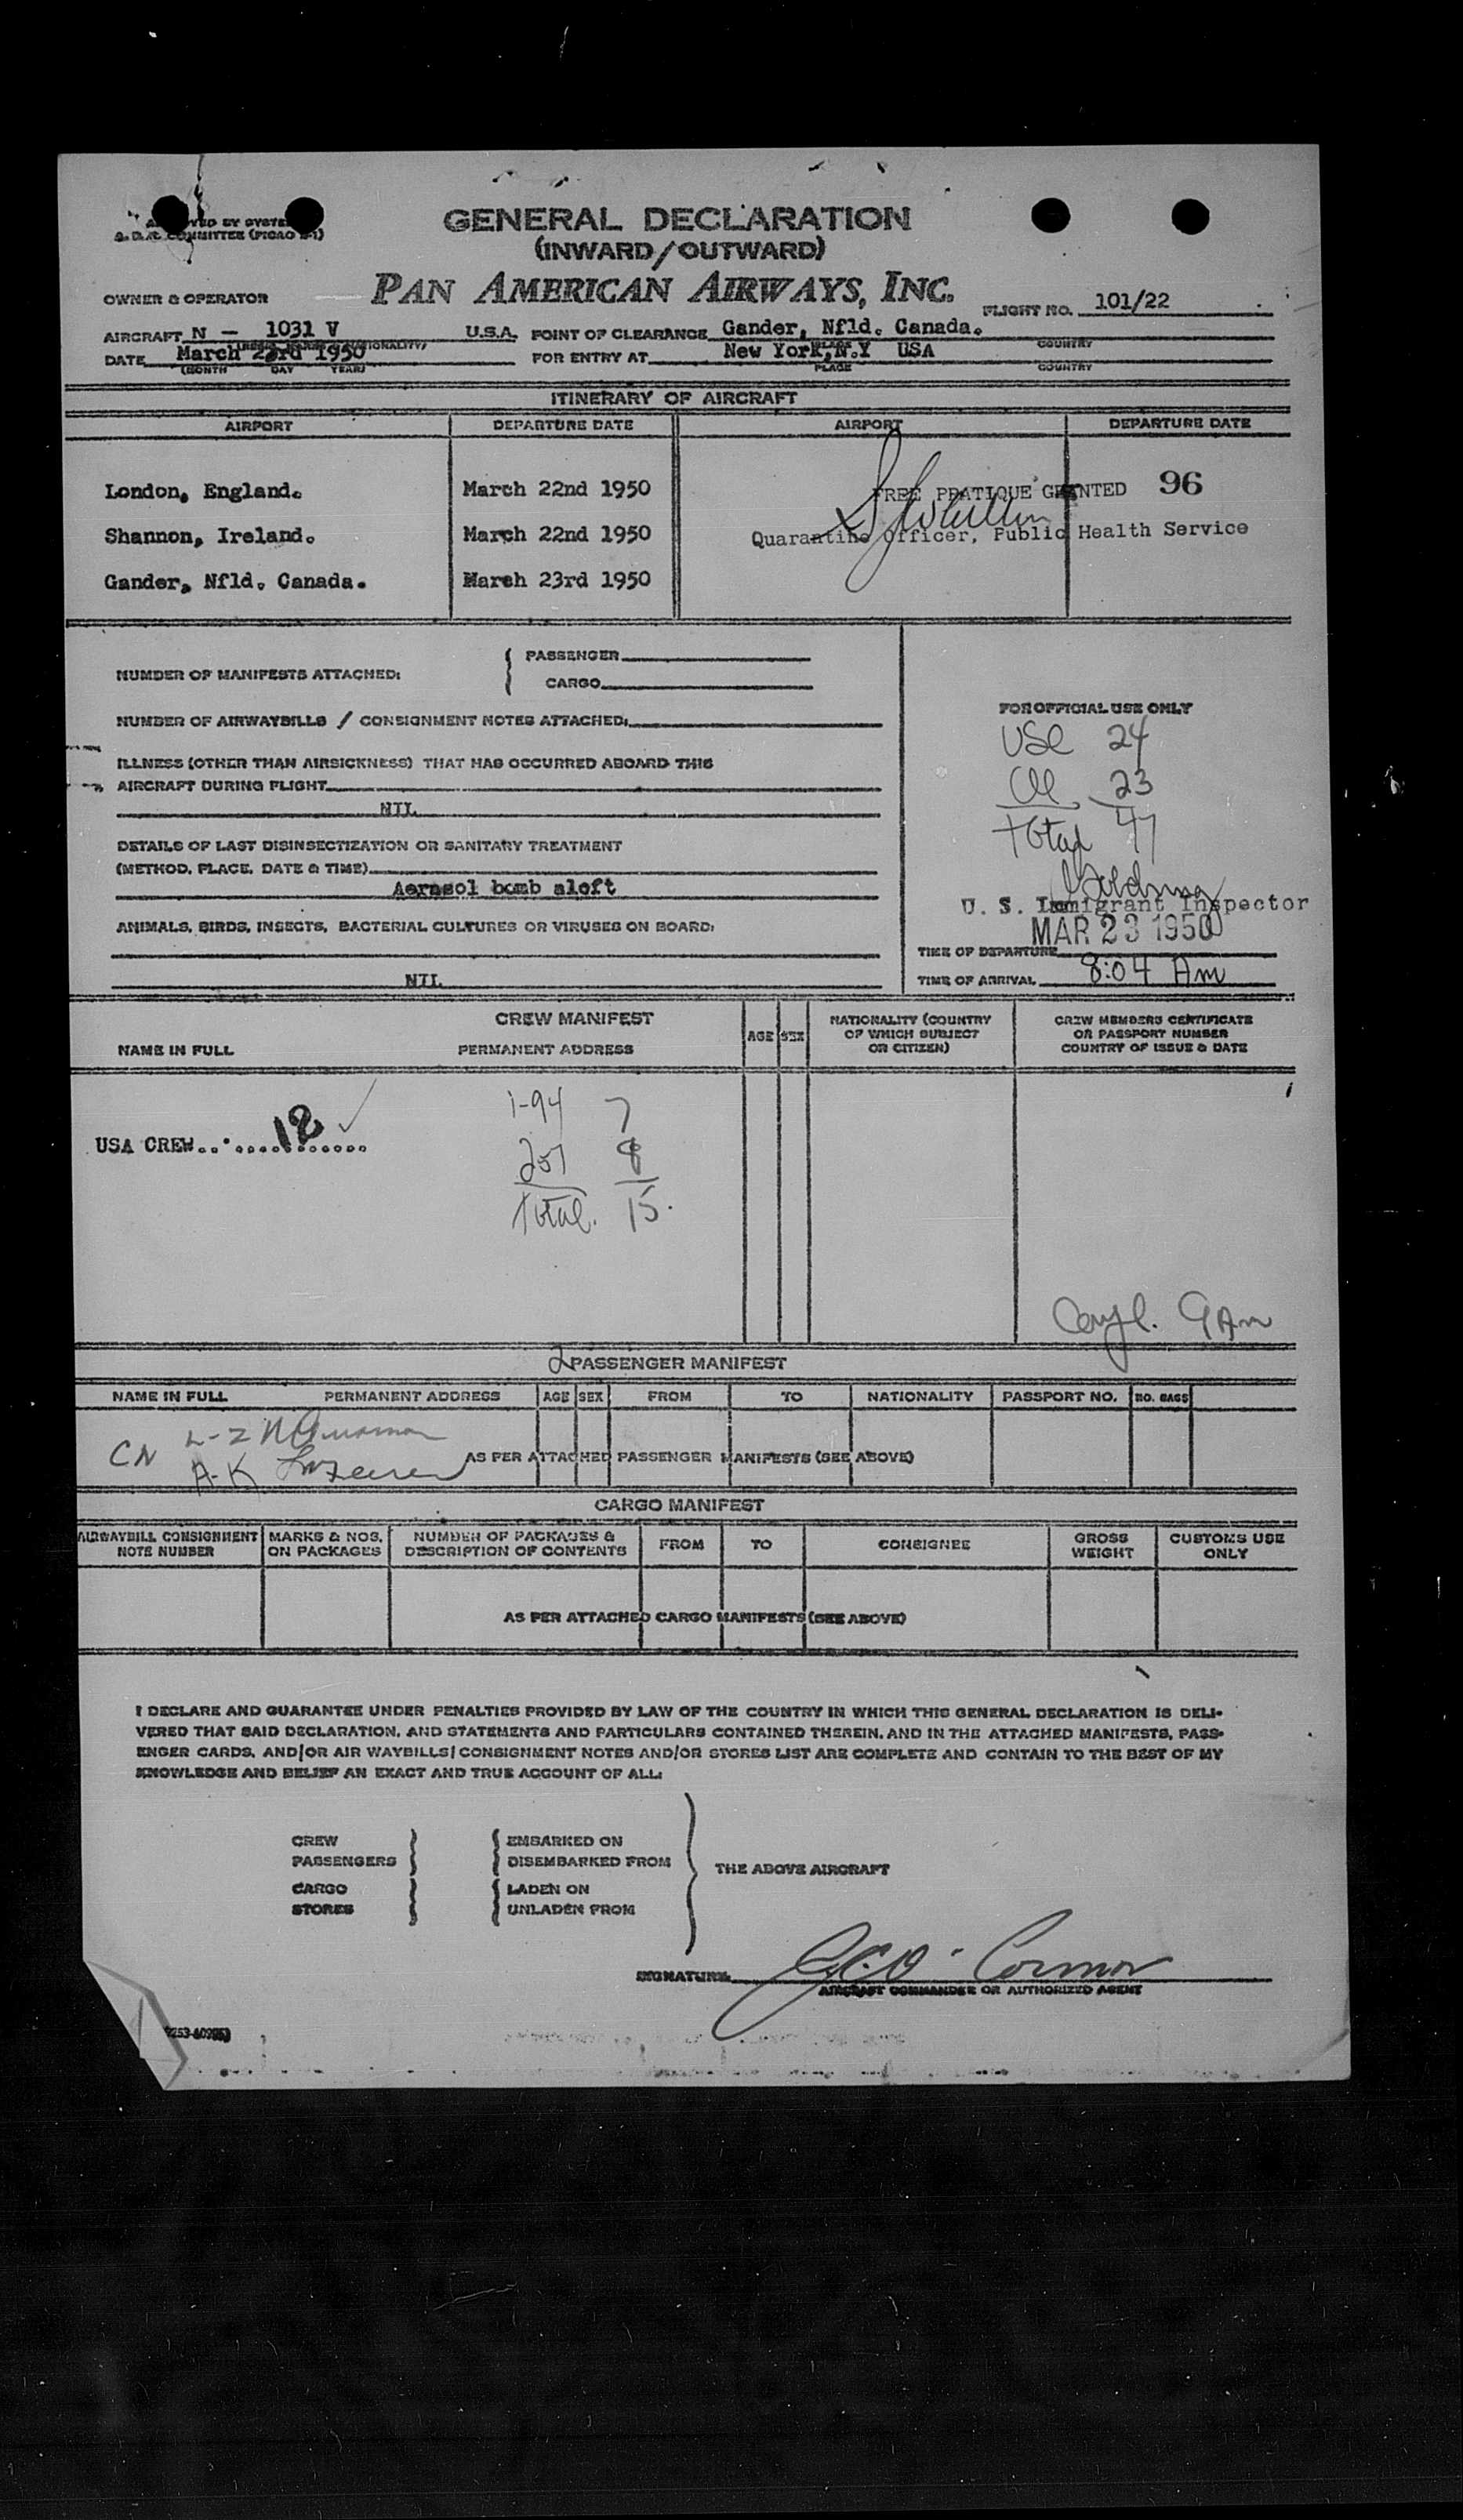 GENERAL DECLARATION
(INWARD/OUTWARD)
COMMITTEE (PICAO
PAN AMERICAN AIRWAYS, INC.
OWNER & OPERATOR
FLIGHT NO. 101/22
AIRCRAFT N - 1031 V U.S.A. POINT OF CLEARANCE Gander, Nfld. Canada.
DATE March 23rd 1950 FOR ENTRY AT New York, N.Y USA
(MONTH DAY YEAR) PLACE COUNTRY
ITINERARY OF AIRCRAFT
AIRPORT DEPARTURE DATE AIRPORT DEPARTURE DATE
London, England. March 22nd 1950 FREE PRATIQUE GRANTED 96
Shannon, Ireland. March 22nd 1950 Quarantine Officer, Public Health Service
Gander, Nfld. Canada. March 23rd 1950
NUMBER OF MANIFESTS ATTACHED: PASSENGER
CARGO
NUMBER OF AIRWAYBILLS / CONSIGNMENT NOTES ATTACHED:
ILLNESS (OTHER THAN AIRSICKNESS) THAT HAS OCCURRED ABOARD THIS
AIRCRAFT DURING FLIGHT
NIL
DETAILS OF LAST DISINSECTIZATION OR SANITARY TREATMENT
(METHOD, PLACE, DATE & TIME)
Aerosol bomb aloft
ANIMALS, BIRDS, INSECTS, BACTERIAL CULTURES OR VIRUSES ON BOARD:
NIL
FOR OFFICIAL USE ONLY
USC 24
23
Total 47
U. S. Immigrant Inspector
MAR 23 1950
TIME OF DEPARTURE
TIME OF ARRIVAL 8:04 Am
CREW MANIFEST
NAME IN FULL PERMANENT ADDRESS AGE SEX
NATIONALITY (COUNTRY
OF WHICH SUBJECT
OR CITIZEN)
CREW MEMBERS CERTIFICATE
OR PASSPORT NUMBER
COUNTRY OF ISSUE & DATE
USA CREW.............. 12
1-94 7
257 8
Total. 15.
9 Am
2 PASSENGER MANIFEST
NAME IN FULL PERMANENT ADDRESS AGE SEX FROM TO NATIONALITY PASSPORT NO. NO. BAGS
CN
L-Z
A-K
AS PER ATTACHED PASSENGER MANIFESTS (SEE ABOVE)
CARGO MANIFEST
AIRWAYBILL CONSIGNMENT
NOTE NUMBER
MARKS & NOS.
ON PACKAGES
NUMBER OF PACKAGES &
DESCRIPTION OF CONTENTS
FROM TO CONSIGNEE
GROSS
WEIGHT
CUSTOMS USE
ONLY
AS PER ATTACHED CARGO MANIFESTS (SEE ABOVE)
I DECLARE AND GUARANTEE UNDER PENALTIES PROVIDED BY LAW OF THE COUNTRY IN WHICH THIS GENERAL DECLARATION IS DELI-
VERED THAT SAID DECLARATION, AND STATEMENTS AND PARTICULARS CONTAINED THEREIN, AND IN THE ATTACHED MANIFESTS, PASS-
ENGER CARDS, AND/OR AIR WAYBILLS/CONSIGNMENT NOTES AND/OR STORES LIST ARE COMPLETE AND CONTAIN TO THE BEST OF MY
KNOWLEDGE AND BELIEF AN EXACT AND TRUE ACCOUNT OF ALL:
CREW EMBARKED ON
PASSENGERS DISEMBARKED FROM
THE ABOVE AIRCRAFT
CARGO LADEN ON
STORES UNLADEN FROM
SIGNATURE J.C. O'Connor
AIRCRAFT COMMANDER OR AUTHORIZED AGENT